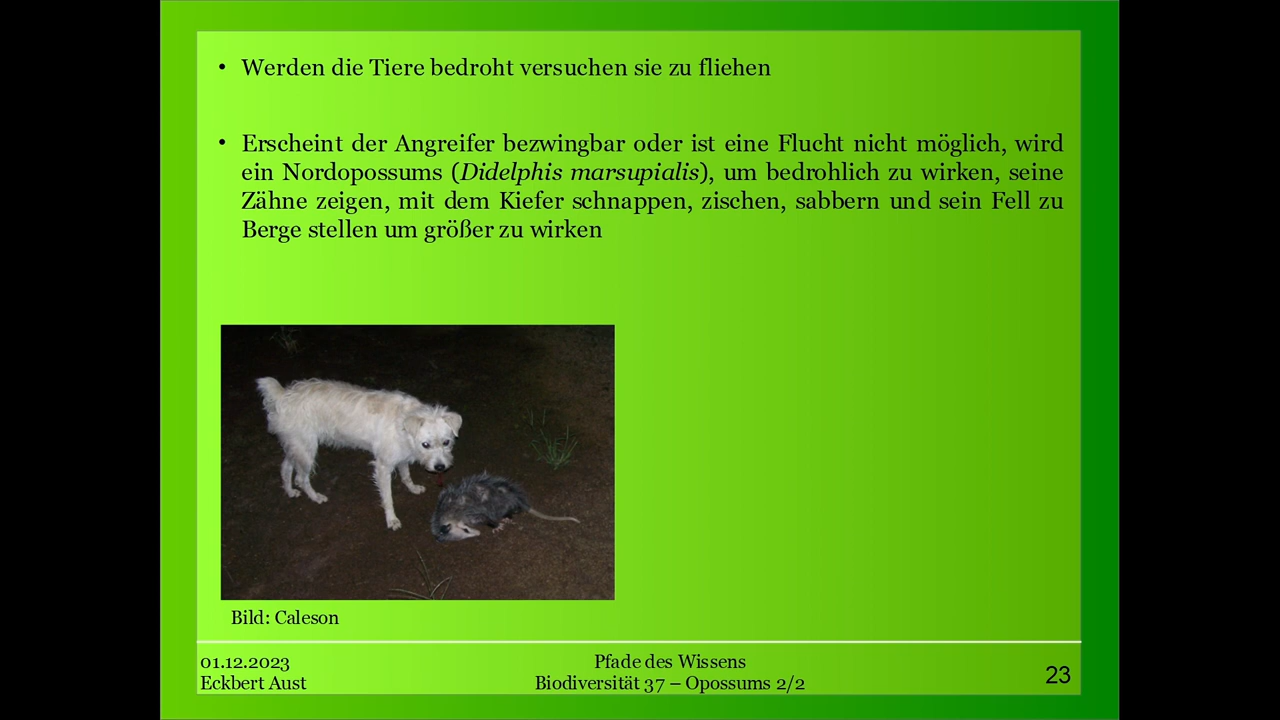 • Werden die Tiere bedroht versuchen sie zu fliehen
• Erscheint der Angreifer bezwingbar oder ist eine Flucht nicht möglich, wird
ein Nordopossums (Didelphis marsupialis), um bedrohlich zu wirken, seine
Zähne zeigen, mit dem Kiefer schnappen, zischen, sabbern und sein Fell zu
Berge stellen um größer zu wirken
Bild: Caleson
01.12.2023
Eckbert Aust
Pfade des Wissens
Biodiversität 37 – Opossums 2/2
23